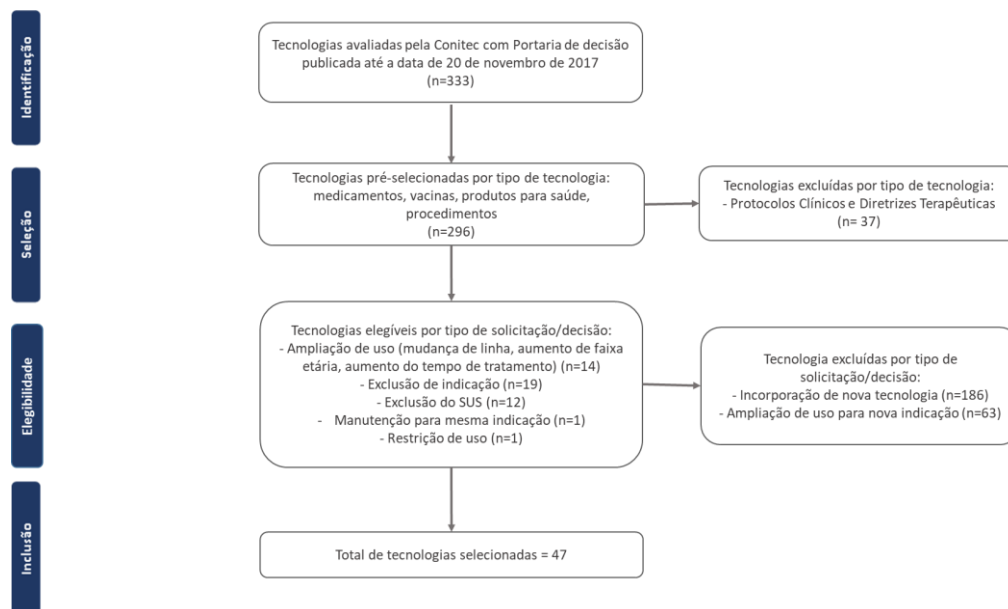 Identificação
Tecnologias avaliadas pela Conitec com Portaria de decisão
publicada até a data de 20 de novembro de 2017
(n=333)
Seleção
Tecnologias pré-selecionadas por tipo de tecnologia:
medicamentos, vacinas, produtos para saúde,
procedimentos
(n=296)
Tecnologias excluídas por tipo de tecnologia:
- Protocolos Clínicos e Diretrizes Terapêuticas
(n= 37)
Elegibilidade
Tecnologias elegíveis por tipo de solicitação/decisão:
- Ampliação de uso (mudança de linha, aumento de faixa
etária, aumento do tempo de tratamento) (n=14)
- Exclusão de indicação (n=19)
- Exclusão do SUS (n=12)
- Manutenção para mesma indicação (n=1)
- Restrição de uso (n=1)
Tecnologia excluídas por tipo de
solicitação/decisão:
- Incorporação de nova tecnologia (n=186)
- Ampliação de uso para nova indicação (n=63)
Inclusão
Total de tecnologias selecionadas = 47